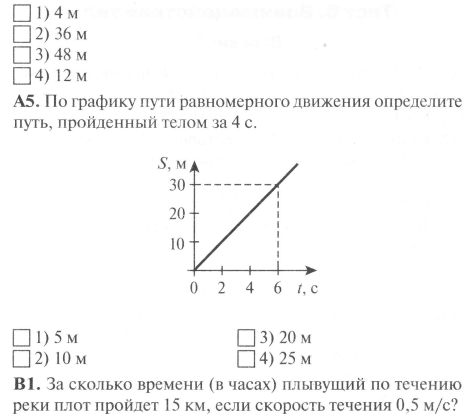 1) 4 м
2) 36 м
3) 48 м
4) 12 м
А5. По графику пути равномерного движения определите
путь, пройденный телом за 4 с.
S, м
30
20
10
0 2 4 6 t, с
1) 5 м
2) 10 м
3) 20 м
4) 25 м
В1. За сколько времени (в часах) плывущий по течению
реки плот пройдет 15 км, если скорость течения 0,5 м/с?